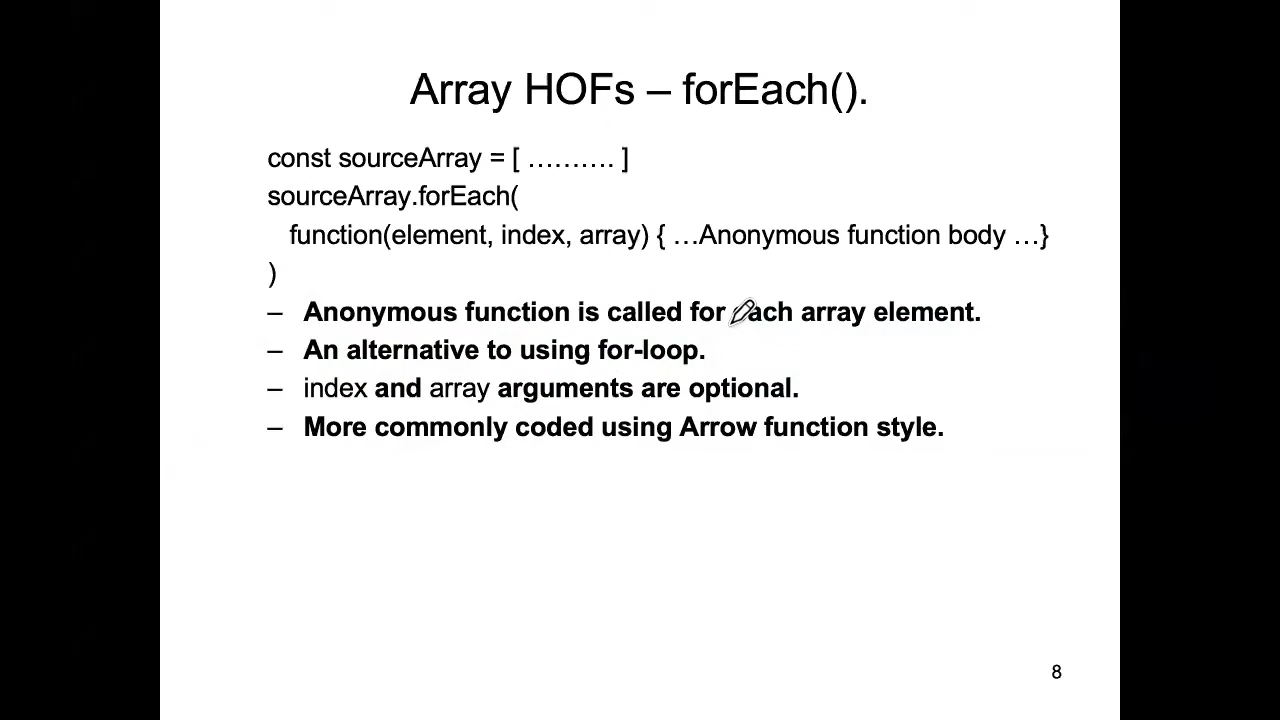 Array HOFs – forEach().
const sourceArray = [ ………. ]
sourceArray.forEach(
function(element, index, array) { …Anonymous function body …}
)
– Anonymous function is called for each array element.
– An alternative to using for-loop.
– index and array arguments are optional.
– More commonly coded using Arrow function style.
8